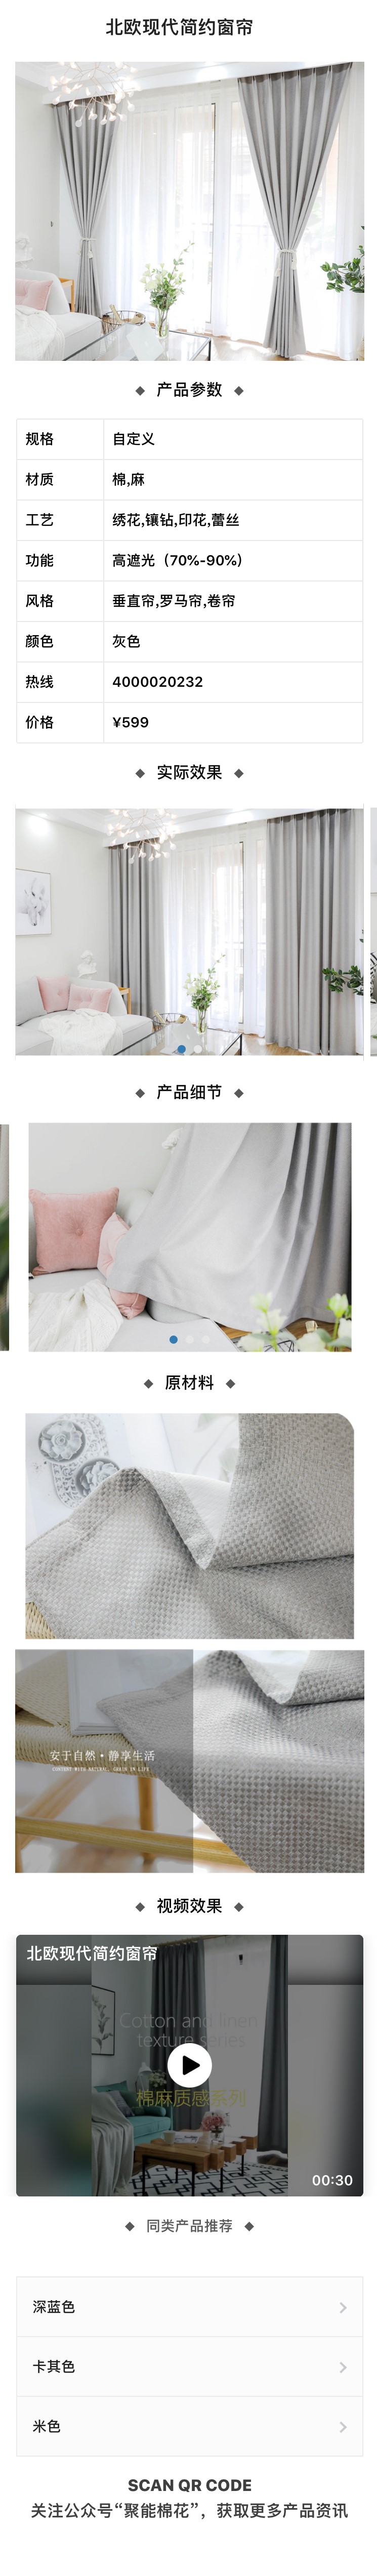 北欧现代简约窗帘
◆ 产品参数 ◆
规格 自定义
材质 棉,麻
工艺 绣花,镶钻,印花,蕾丝
功能 高遮光（70%-90%）
风格 垂直帘,罗马帘,卷帘
颜色 灰色
热线 4000020232
价格 ¥599
◆ 实际效果 ◆
◆ 产品细节 ◆
◆ 原材料 ◆
安于自然·静享生活
CONTENT WITH NATURAL, GRAIN IN LIFE
◆ 视频效果 ◆
北欧现代简约窗帘
Cotton and linen
texture series
棉麻质感系列
00:30
◆ 同类产品推荐 ◆
深蓝色
卡其色
米色
SCAN QR CODE
关注公众号“聚能棉花”，获取更多产品资讯